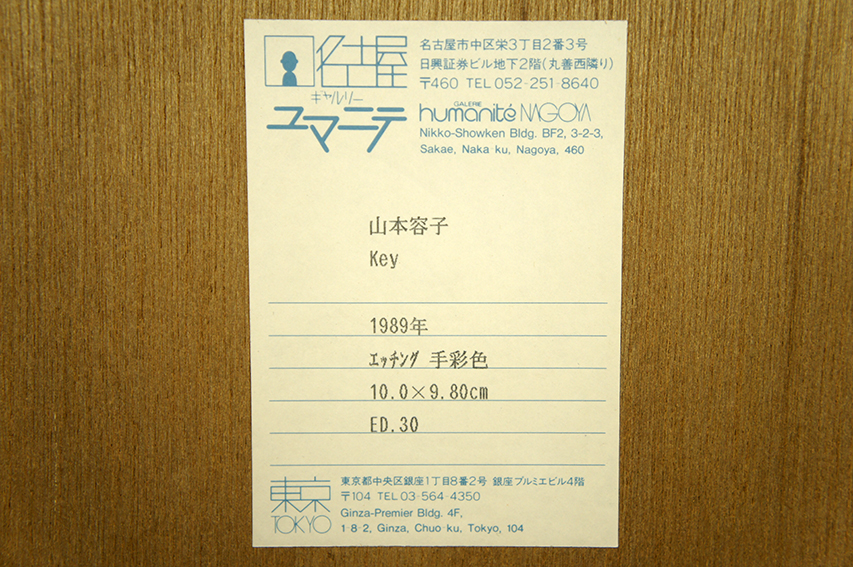 名古屋
ギャルリー
ユマニテ
名古屋市中区栄3丁目2番3号
日興証券ビル地下2階(丸善西隣り)
〒460 TEL 052-251-8640
GALERIE
humanité NAGOYA
Nikko-Showken Bldg. BF2, 3-2-3,
Sakae, Naka-ku, Nagoya, 460
山本容子
Key
1989年
ｴｯﾁﾝｸﾞ 手彩色
10.0×9.80cm
ED.30
東京
TOKYO
東京都中央区銀座1丁目8番2号 銀座プルミエビル4階
〒104 TEL 03-564-4350
Ginza-Premier Bldg. 4F,
1-8-2, Ginza, Chuo-ku, Tokyo, 104